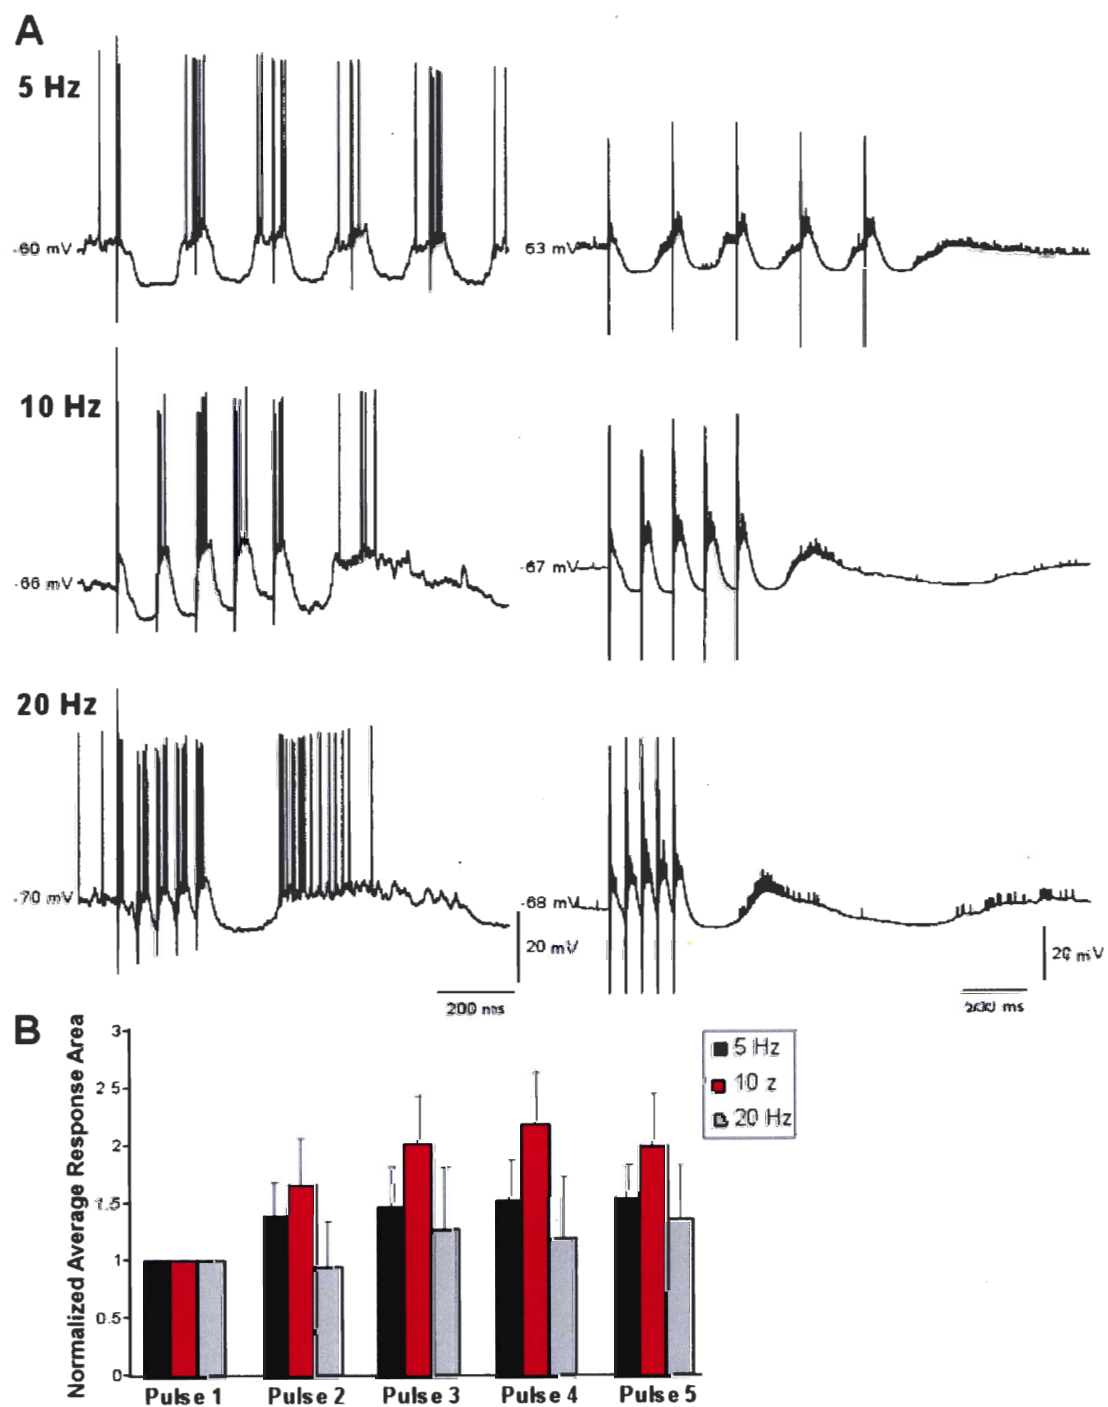 A
5 Hz
-60 mV
63 mV
10 Hz
-66 mV
-67 mV
20 Hz
-70 mV
-68 mV
20 mV
200 ms
20 mV
ms
B
Normalized Average Response Area
3
2 5
2
1.5
1
0.5
0
Pulse 1
Pulse 2
Pulse 3
Pulse 4
Pulse 5
5 Hz
10 z
20 Hz